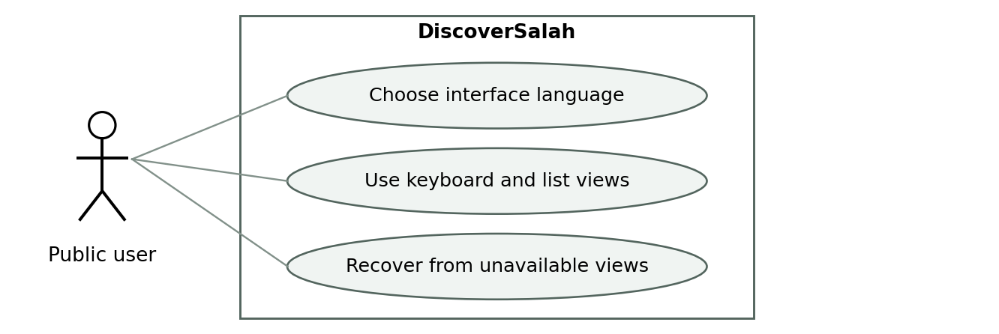 DiscoverSalah
Choose interface language
Use keyboard and list views
Recover from unavailable views
Public user